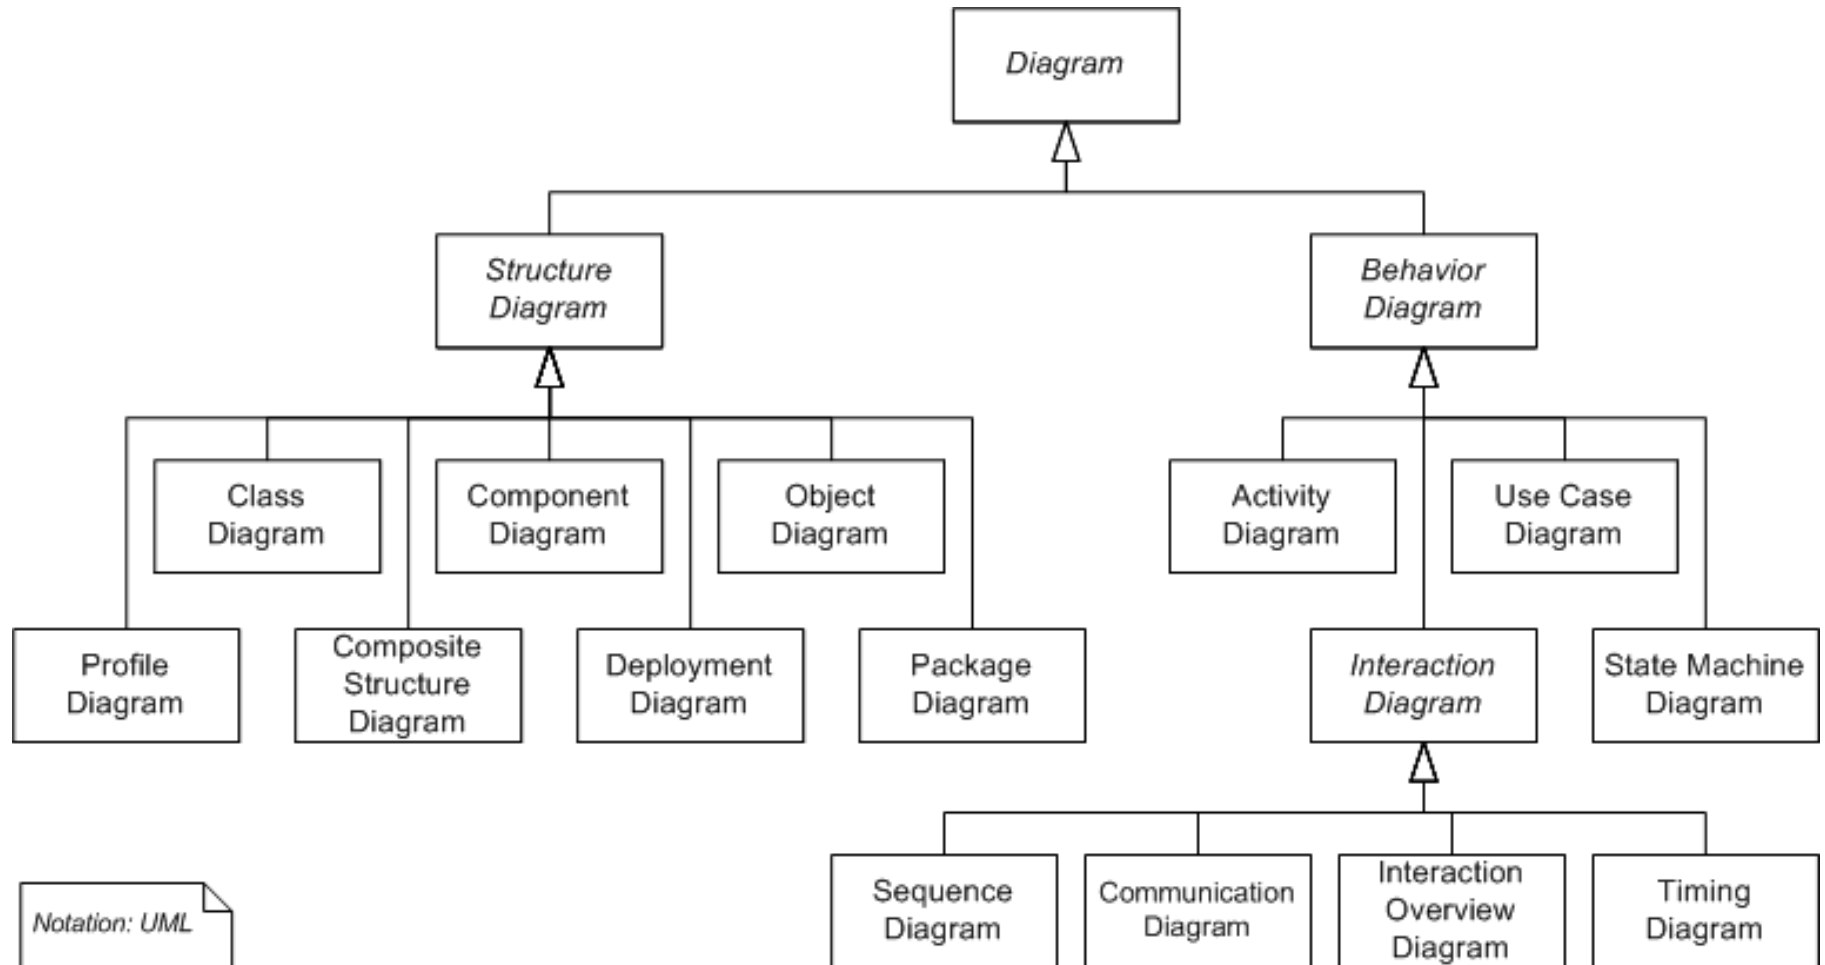 Diagram
Structure
Diagram
Behavior
Diagram
Class
Diagram
Component
Diagram
Object
Diagram
Activity
Diagram
Use Case
Diagram
Profile
Diagram
Composite
Structure
Diagram
Deployment
Diagram
Package
Diagram
Interaction
Diagram
State Machine
Diagram
Sequence
Diagram
Communication
Diagram
Interaction
Overview
Diagram
Timing
Diagram
Notation: UML